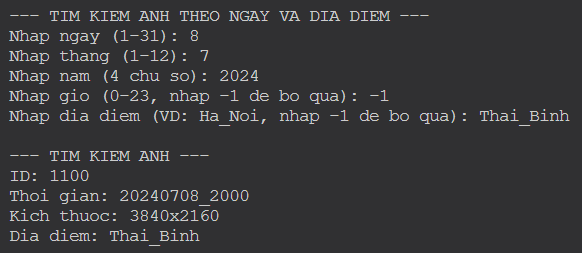 --- TIM KIEM ANH THEO NGAY VA DIA DIEM ---
Nhap ngay (1-31): 8
Nhap thang (1-12): 7
Nhap nam (4 chu so): 2024
Nhap gio (0-23, nhap -1 de bo qua): -1
Nhap dia diem (VD: Ha_Noi, nhap -1 de bo qua): Thai_Binh
--- TIM KIEM ANH ---
ID: 1100
Thoi gian: 20240708_2000
Kich thuoc: 3840x2160
Dia diem: Thai_Binh